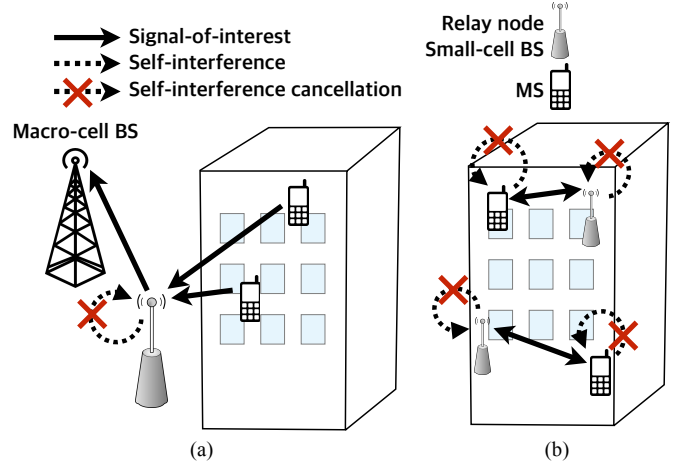 Signal-of-interest
Self-interference
Self-interference cancellation
Relay node
Small-cell BS
MS
Macro-cell BS
(a)
(b)